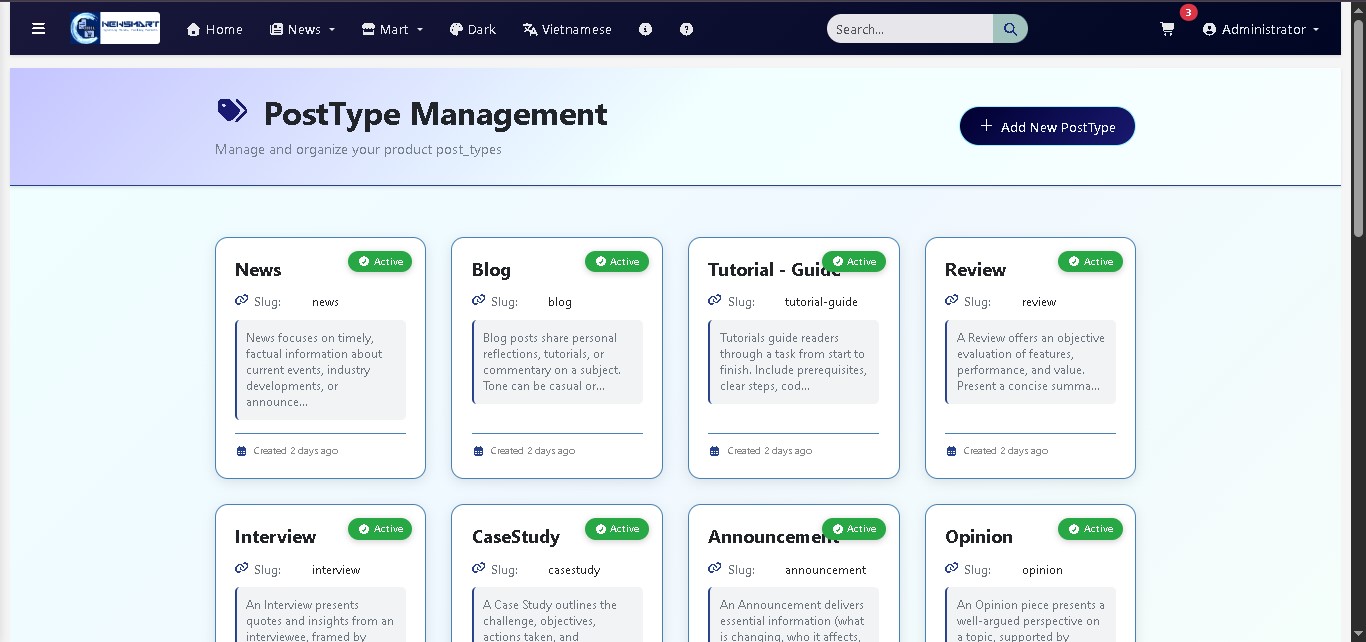 NEWSMART
Home
News
Mart
Dark
Vietnamese
Search...
3
Administrator
PostType Management
Manage and organize your product post_types
+ Add New PostType
News
Active
Slug: news
News focuses on timely,
factual information about
current events, industry
developments, or
announce...
Created 2 days ago
Blog
Active
Slug: blog
Blog posts share personal
reflections, tutorials, or
commentary on a subject.
Tone can be casual or...
Created 2 days ago
Tutorial - Guide
Active
Slug: tutorial-guide
Tutorials guide readers
through a task from start to
finish. Include prerequisites,
clear steps, cod...
Created 2 days ago
Review
Active
Slug: review
A Review offers an objective
evaluation of features,
performance, and value.
Present a concise summa...
Created 2 days ago
Interview
Active
Slug: interview
An Interview presents
quotes and insights from an
interviewee, framed by
CaseStudy
Active
Slug: casestudy
A Case Study outlines the
challenge, objectives,
actions taken, and
Announcement
Active
Slug: announcement
An Announcement delivers
essential information (what
is changing, who it affects,
Opinion
Active
Slug: opinion
An Opinion piece presents a
well-argued perspective on
a topic, supported by